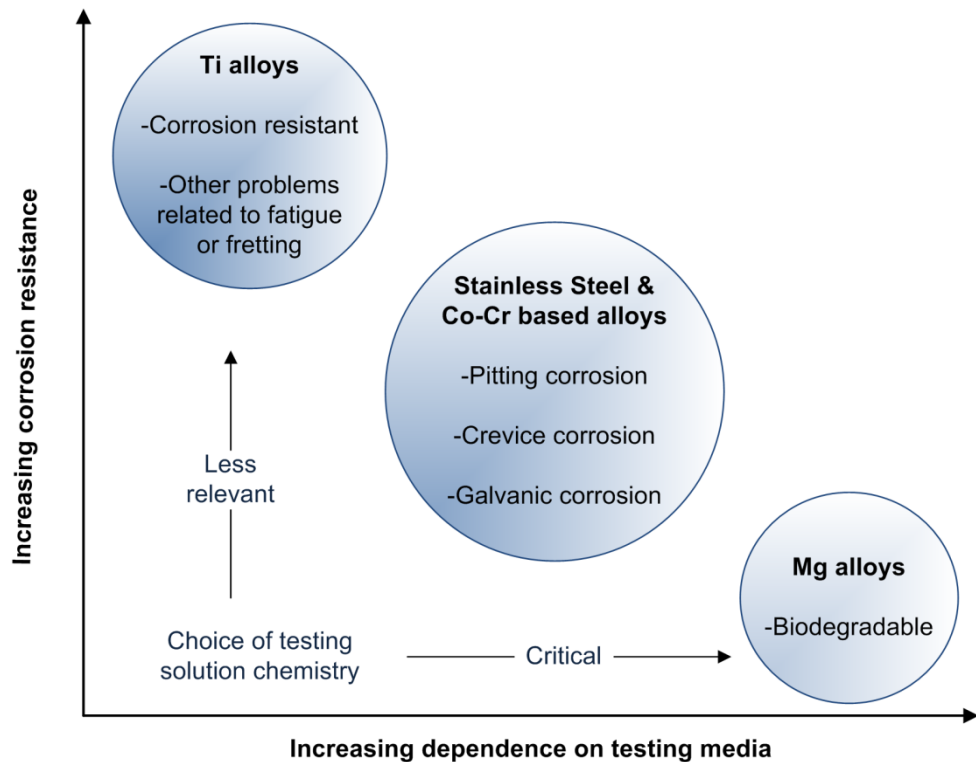 Increasing corrosion resistance
Ti alloys
-Corrosion resistant
-Other problems
related to fatigue
or fretting
Stainless Steel &
Co-Cr based alloys
-Pitting corrosion
-Crevice corrosion
-Galvanic corrosion
Less
relevant
Mg alloys
-Biodegradable
Choice of testing
solution chemistry
Critical
Increasing dependence on testing media